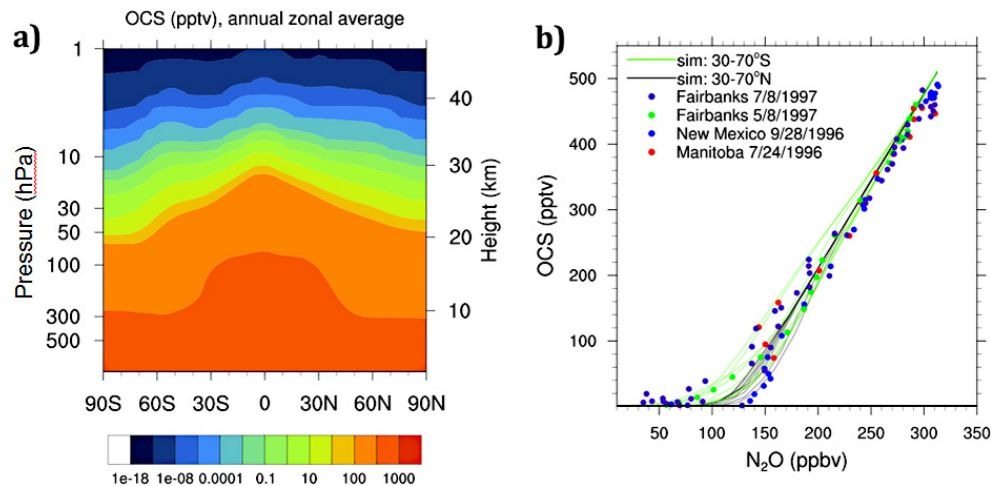 a)
OCS (pptv), annual zonal average
Pressure (hPa)
1
10
30
50
100
300
500
Height (km)
40
30
20
10
90S 60S 30S 0 30N 60N 90N
1e-18 1e-08 0.0001 0.1 10 100 1000
b)
sim: 30-70°S
sim: 30-70°N
Fairbanks 7/8/1997
Fairbanks 5/8/1997
New Mexico 9/28/1996
Manitoba 7/24/1996
OCS (pptv)
500
400
300
200
100
50 100 150 200 250 300 350
N₂O (ppbv)